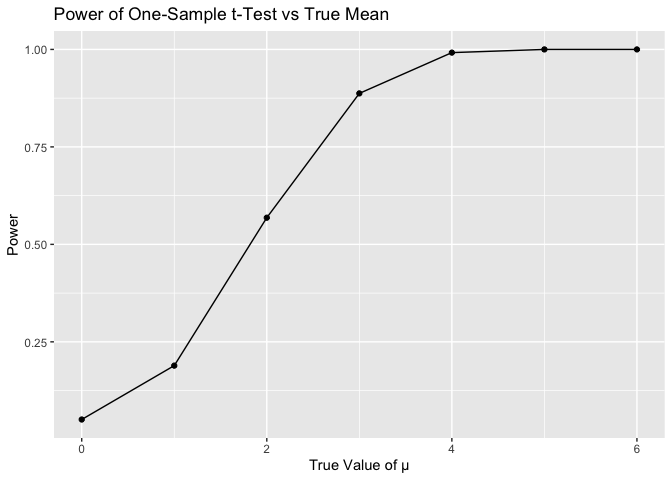 Power of One-Sample t-Test vs True Mean
1.00
0.75
0.50
0.25
Power
0 2 4 6
True Value of μ